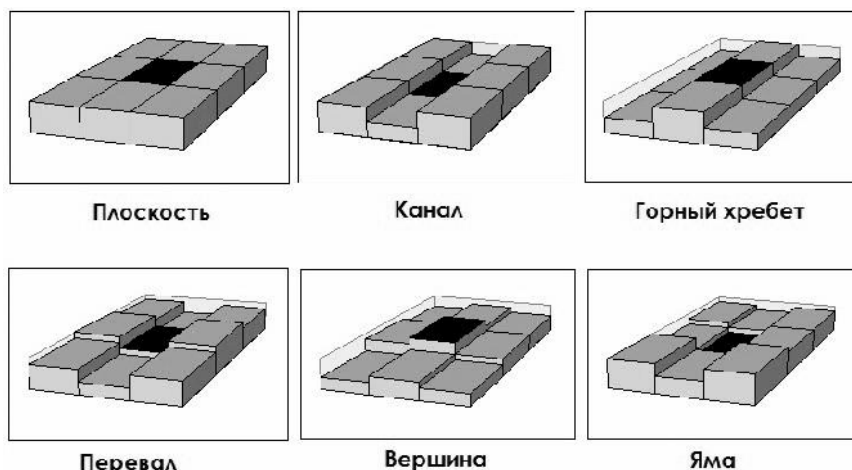 Плоскость
Канал
Горный хребет
Перевал
Вершина
Яма